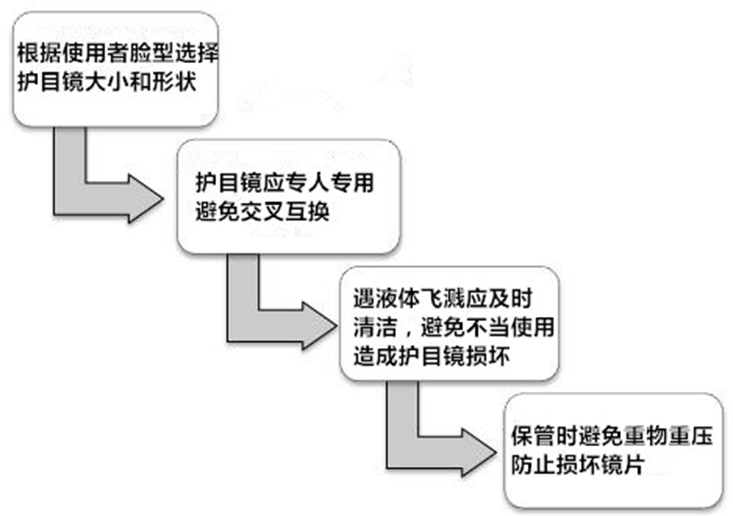 根据使用者脸型选择
护目镜大小和形状
护目镜应专人专用
避免交叉互换
遇液体飞溅应及时
清洁，避免不当使用
造成护目镜损坏
保管时避免重物重压
防止损坏镜片